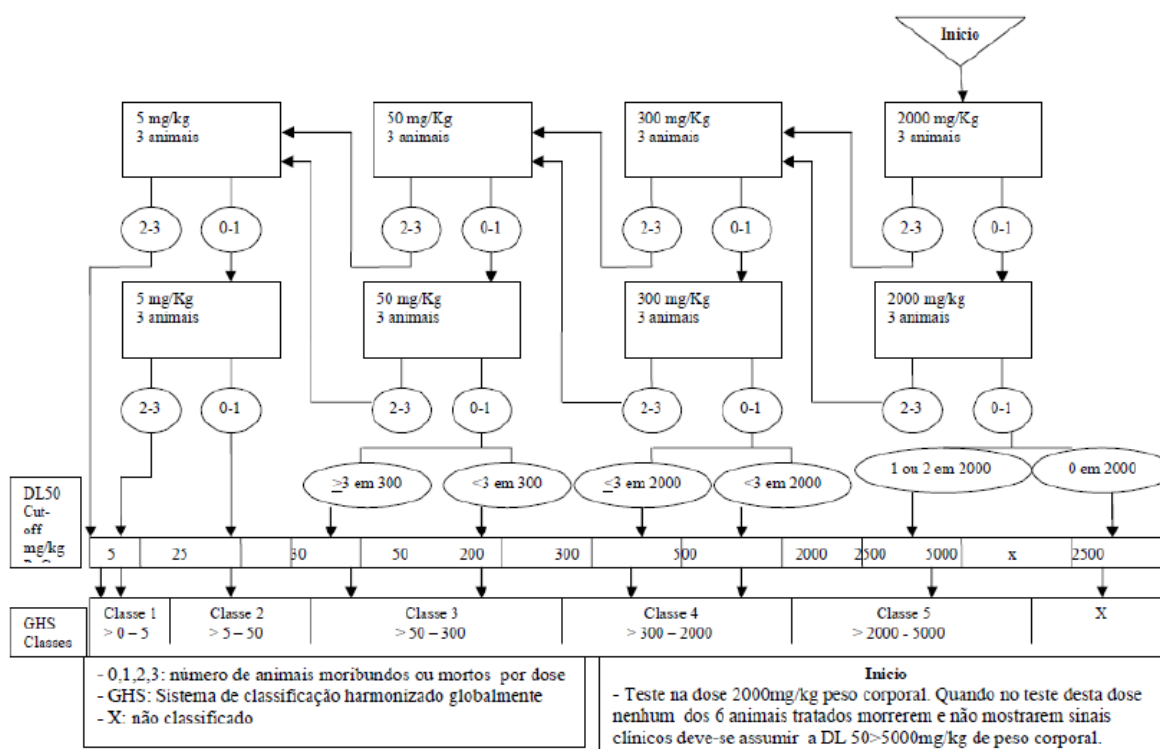 Inicio
5 mg/kg
3 animais
50 mg/Kg
3 animais
300 mg/Kg
3 animais
2000 mg/Kg
3 animais
2-3
0-1
2-3
0-1
2-3
0-1
2-3
0-1
5 mg/Kg
3 animais
50 mg/Kg
3 animais
300 mg/Kg
3 animais
2000 mg/kg
3 animais
2-3
0-1
2-3
0-1
2-3
0-1
2-3
0-1
>3 em 300
<3 em 300
<3 em 2000
<3 em 2000
1 ou 2 em 2000
0 em 2000
DL50
Cut-
off
mg/kg
5 25 30 50 200 300 500 2000 2500 5000 x 2500
GHS
Classes
Classe 1
> 0 – 5
Classe 2
> 5 – 50
Classe 3
> 50 – 300
Classe 4
> 300 – 2000
Classe 5
> 2000 - 5000
X
- 0,1,2,3: número de animais moribundos ou mortos por dose
- GHS: Sistema de classificação harmonizado globalmente
- X: não classificado
Inicio
- Teste na dose 2000mg/kg peso corporal. Quando no teste desta dose
nenhum dos 6 animais tratados morrerem e não mostrarem sinais
clínicos deve-se assumir a DL 50>5000mg/kg de peso corporal.